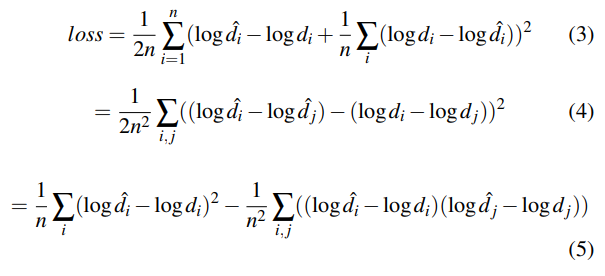 loss = \frac{1}{2n} \sum_{i=1}^{n} (\log \hat{d}_i - \log d_i + \frac{1}{n} \sum_{i} (\log d_i - \log \hat{d}_i))^2 (3)
= \frac{1}{2n^2} \sum_{i,j} ((\log \hat{d}_i - \log \hat{d}_j) - (\log d_i - \log d_j))^2 (4)
= \frac{1}{n} \sum_{i} (\log \hat{d}_i - \log d_i)^2 - \frac{1}{n^2} \sum_{i,j} ((\log \hat{d}_i - \log d_i)(\log \hat{d}_j - \log d_j))
(5)